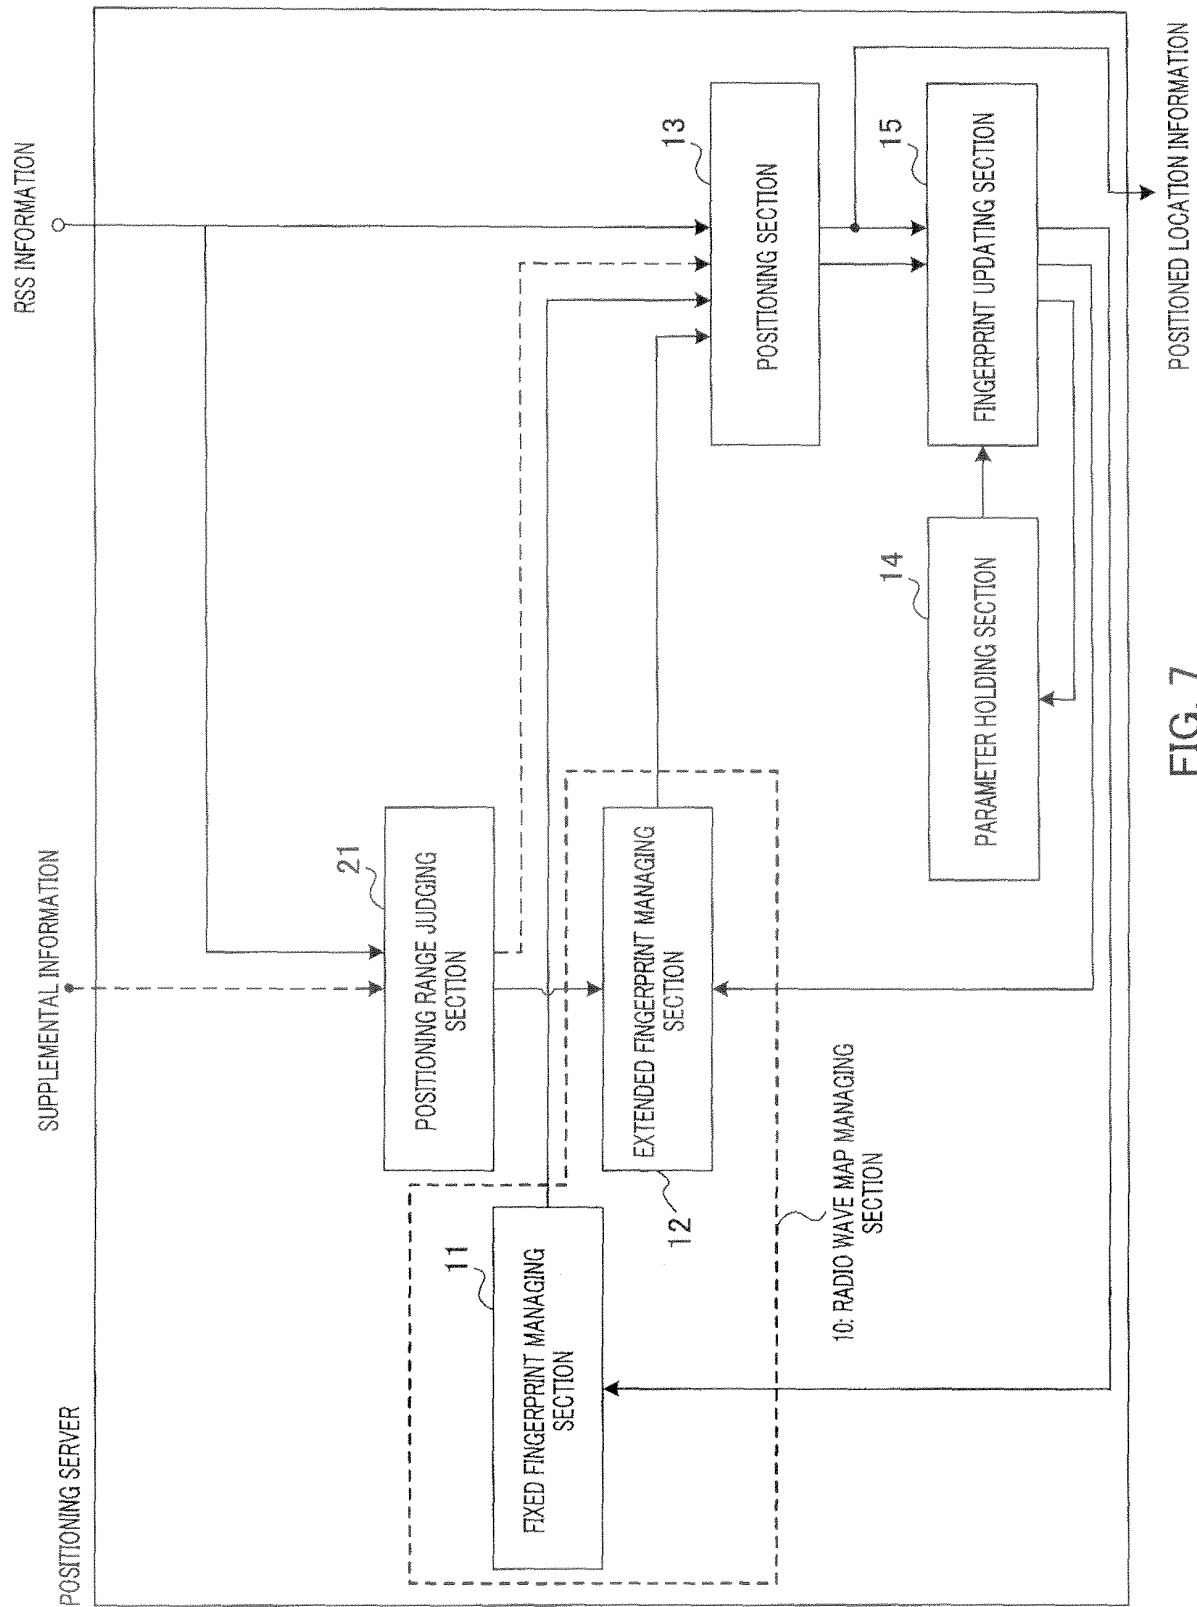 POSITIONING SERVER
SUPPLEMENTAL INFORMATION
RSS INFORMATION
21
POSITIONING RANGE JUDGING
SECTION
11
FIXED FINGERPRINT MANAGING
SECTION
EXTENDED FINGERPRINT MANAGING
SECTION
12
13
POSITIONING SECTION
10: RADIO WAVE MAP MANAGING
SECTION
14
PARAMETER HOLDING SECTION
15
FINGERPRINT UPDATING SECTION
POSITIONED LOCATION INFORMATION
FIG. 7